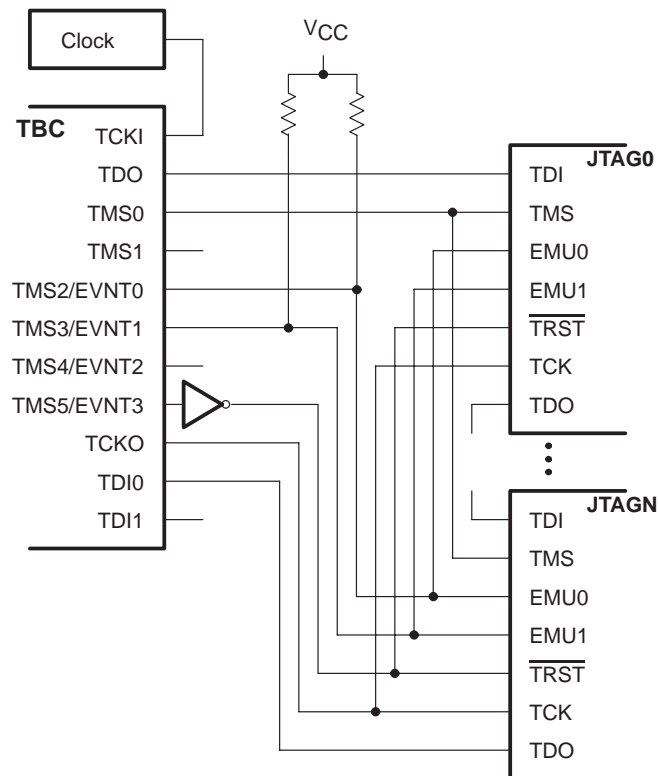 Clock
VCC
TBC
TCKI
TDO
TMS0
TMS1
TMS2/EVNT0
TMS3/EVNT1
TMS4/EVNT2
TMS5/EVNT3
TCKO
TDI0
TDI1
JTAG0
TDI
TMS
EMU0
EMU1
TRST
TCK
TDO
JTAGN
TDI
TMS
EMU0
EMU1
TRST
TCK
TDO